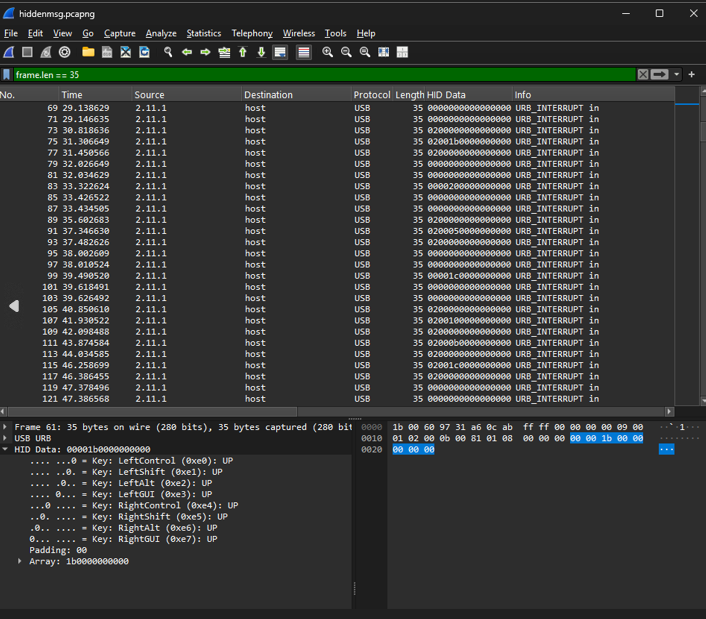 hiddenmsg.pcapng
File Edit View Go Capture Analyze Statistics Telephony Wireless Tools Help
frame.len == 35
No. Time Source Destination Protocol Length HID Data Info
69 29.138629 2.11.1 host USB 35 0000000000000000 URB_INTERRUPT in
71 29.146635 2.11.1 host USB 35 0000000000000000 URB_INTERRUPT in
73 30.818636 2.11.1 host USB 35 0200000000000000 URB_INTERRUPT in
75 31.306649 2.11.1 host USB 35 02001b0000000000 URB_INTERRUPT in
77 31.450566 2.11.1 host USB 35 0200000000000000 URB_INTERRUPT in
79 32.026649 2.11.1 host USB 35 0000000000000000 URB_INTERRUPT in
81 32.034629 2.11.1 host USB 35 0000000000000000 URB_INTERRUPT in
83 33.322624 2.11.1 host USB 35 0000200000000000 URB_INTERRUPT in
85 33.426522 2.11.1 host USB 35 0000000000000000 URB_INTERRUPT in
87 33.434505 2.11.1 host USB 35 0000000000000000 URB_INTERRUPT in
89 35.602683 2.11.1 host USB 35 0200000000000000 URB_INTERRUPT in
91 37.346630 2.11.1 host USB 35 0200050000000000 URB_INTERRUPT in
93 37.482626 2.11.1 host USB 35 0200000000000000 URB_INTERRUPT in
95 38.002609 2.11.1 host USB 35 0000000000000000 URB_INTERRUPT in
97 38.010524 2.11.1 host USB 35 0000000000000000 URB_INTERRUPT in
99 39.490520 2.11.1 host USB 35 00001c0000000000 URB_INTERRUPT in
101 39.618491 2.11.1 host USB 35 0000000000000000 URB_INTERRUPT in
103 39.626492 2.11.1 host USB 35 0000000000000000 URB_INTERRUPT in
105 40.850610 2.11.1 host USB 35 0200000000000000 URB_INTERRUPT in
107 41.930522 2.11.1 host USB 35 0200100000000000 URB_INTERRUPT in
109 42.098488 2.11.1 host USB 35 0200000000000000 URB_INTERRUPT in
111 43.874584 2.11.1 host USB 35 02000b0000000000 URB_INTERRUPT in
113 44.034585 2.11.1 host USB 35 0200000000000000 URB_INTERRUPT in
115 46.258699 2.11.1 host USB 35 02001c0000000000 URB_INTERRUPT in
117 46.386455 2.11.1 host USB 35 0200000000000000 URB_INTERRUPT in
119 47.378496 2.11.1 host USB 35 0000000000000000 URB_INTERRUPT in
121 47.386568 2.11.1 host USB 35 0000000000000000 URB_INTERRUPT in
Frame 61: 35 bytes on wire (280 bits), 35 bytes captured (280 bit
USB URB
HID Data: 00001b0000000000
.... ...0 = Key: LeftControl (0xe0): UP
.... ..0. = Key: LeftShift (0xe1): UP
.... .0.. = Key: LeftAlt (0xe2): UP
.... 0... = Key: LeftGUI (0xe3): UP
...0 .... = Key: RightControl (0xe4): UP
..0. .... = Key: RightShift (0xe5): UP
.0.. .... = Key: RightAlt (0xe6): UP
0... .... = Key: RightGUI (0xe7): UP
Padding: 00
Array: 1b0000000000
0000 1b 00 60 97 31 a6 0c ab ff ff 00 00 00 00 09 00 ··`·1···
0010 01 02 00 0b 00 81 01 08 00 00 00 00 00 1b 00 00 ········
0020 00 00 00 ···